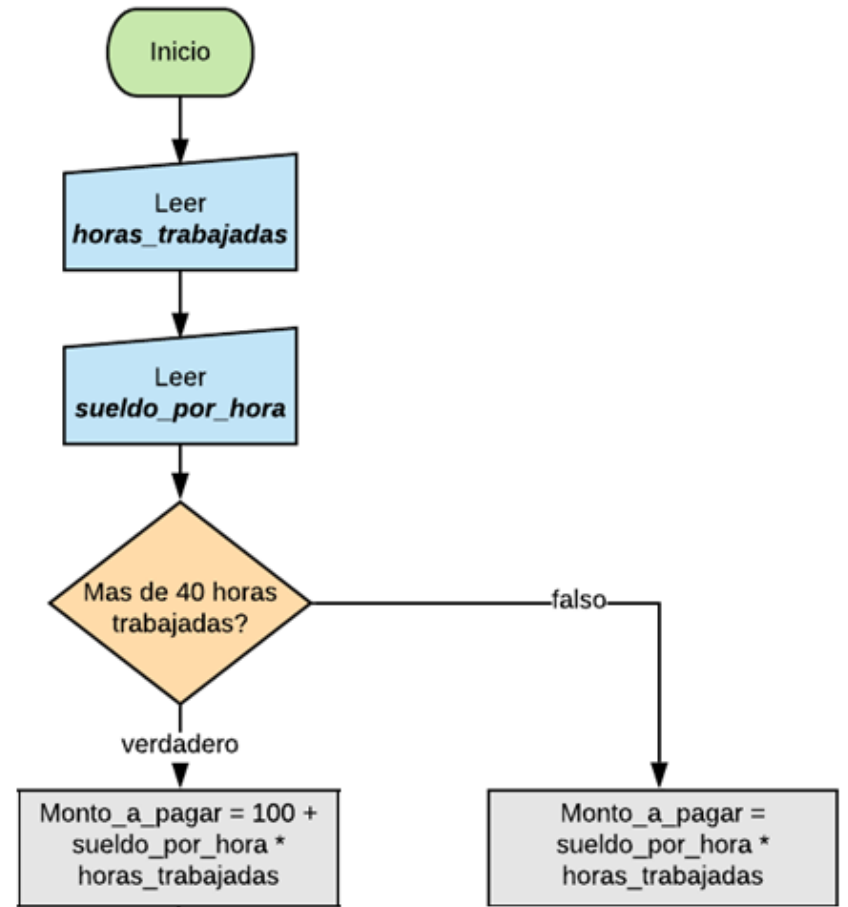 Inicio
Leer
horas_trabajadas
Leer
sueldo_por_hora
Mas de 40 horas
trabajadas?
falso
verdadero
Monto_a_pagar = 100 +
sueldo_por_hora *
horas_trabajadas
Monto_a_pagar =
sueldo_por_hora *
horas_trabajadas